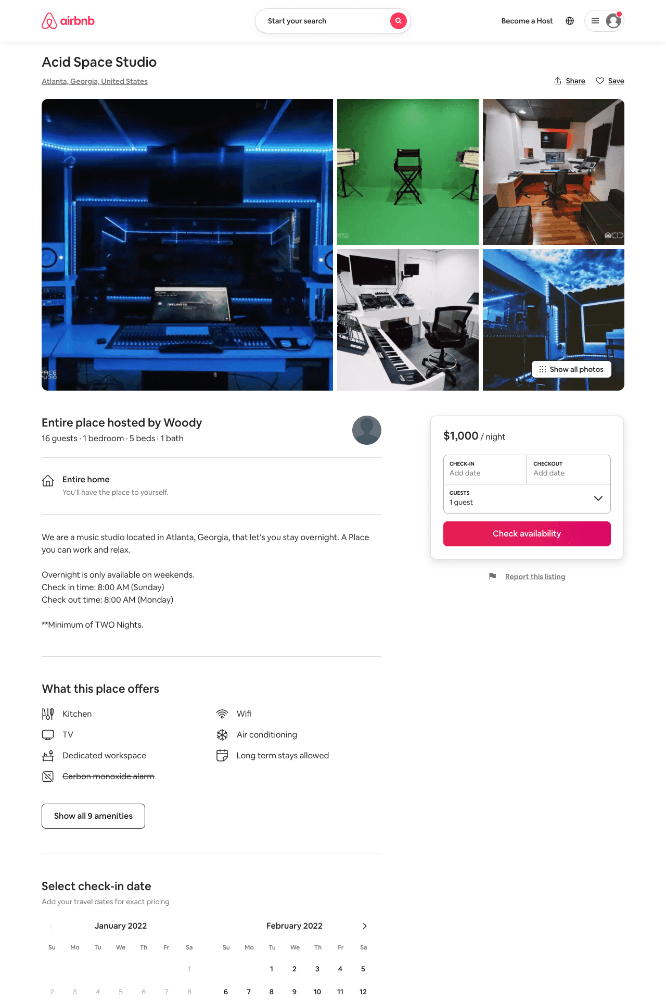 airbnb
Start your search
Become a Host
Acid Space Studio
Atlanta, Georgia, United States
Share
Save
ACID
WE LOVE TO
serato
Show all photos
Entire place hosted by Woody
16 guests · 1 bedroom · 5 beds · 1 bath
$1,000 / night
CHECK-IN
Add date
CHECKOUT
Add date
GUESTS
1 guest
Check availability
Report this listing
Entire home
You'll have the place to yourself.
We are a music studio located in Atlanta, Georgia, that let's you stay overnight. A Place
you can work and relax.
Overnight is only available on weekends.
Check in time: 8:00 AM (Sunday)
Check out time: 8:00 AM (Monday)
**Minimum of TWO Nights.
What this place offers
Kitchen
Wifi
TV
Air conditioning
Dedicated workspace
Long term stays allowed
Carbon monoxide alarm
Show all 9 amenities
Select check-in date
Add your travel dates for exact pricing
January 2022
February 2022
Su Mo Tu We Th Fr Sa
Su Mo Tu We Th Fr Sa
1
1 2 3 4 5
2 3 4 5 6 7 8
6 7 8 9 10 11 12